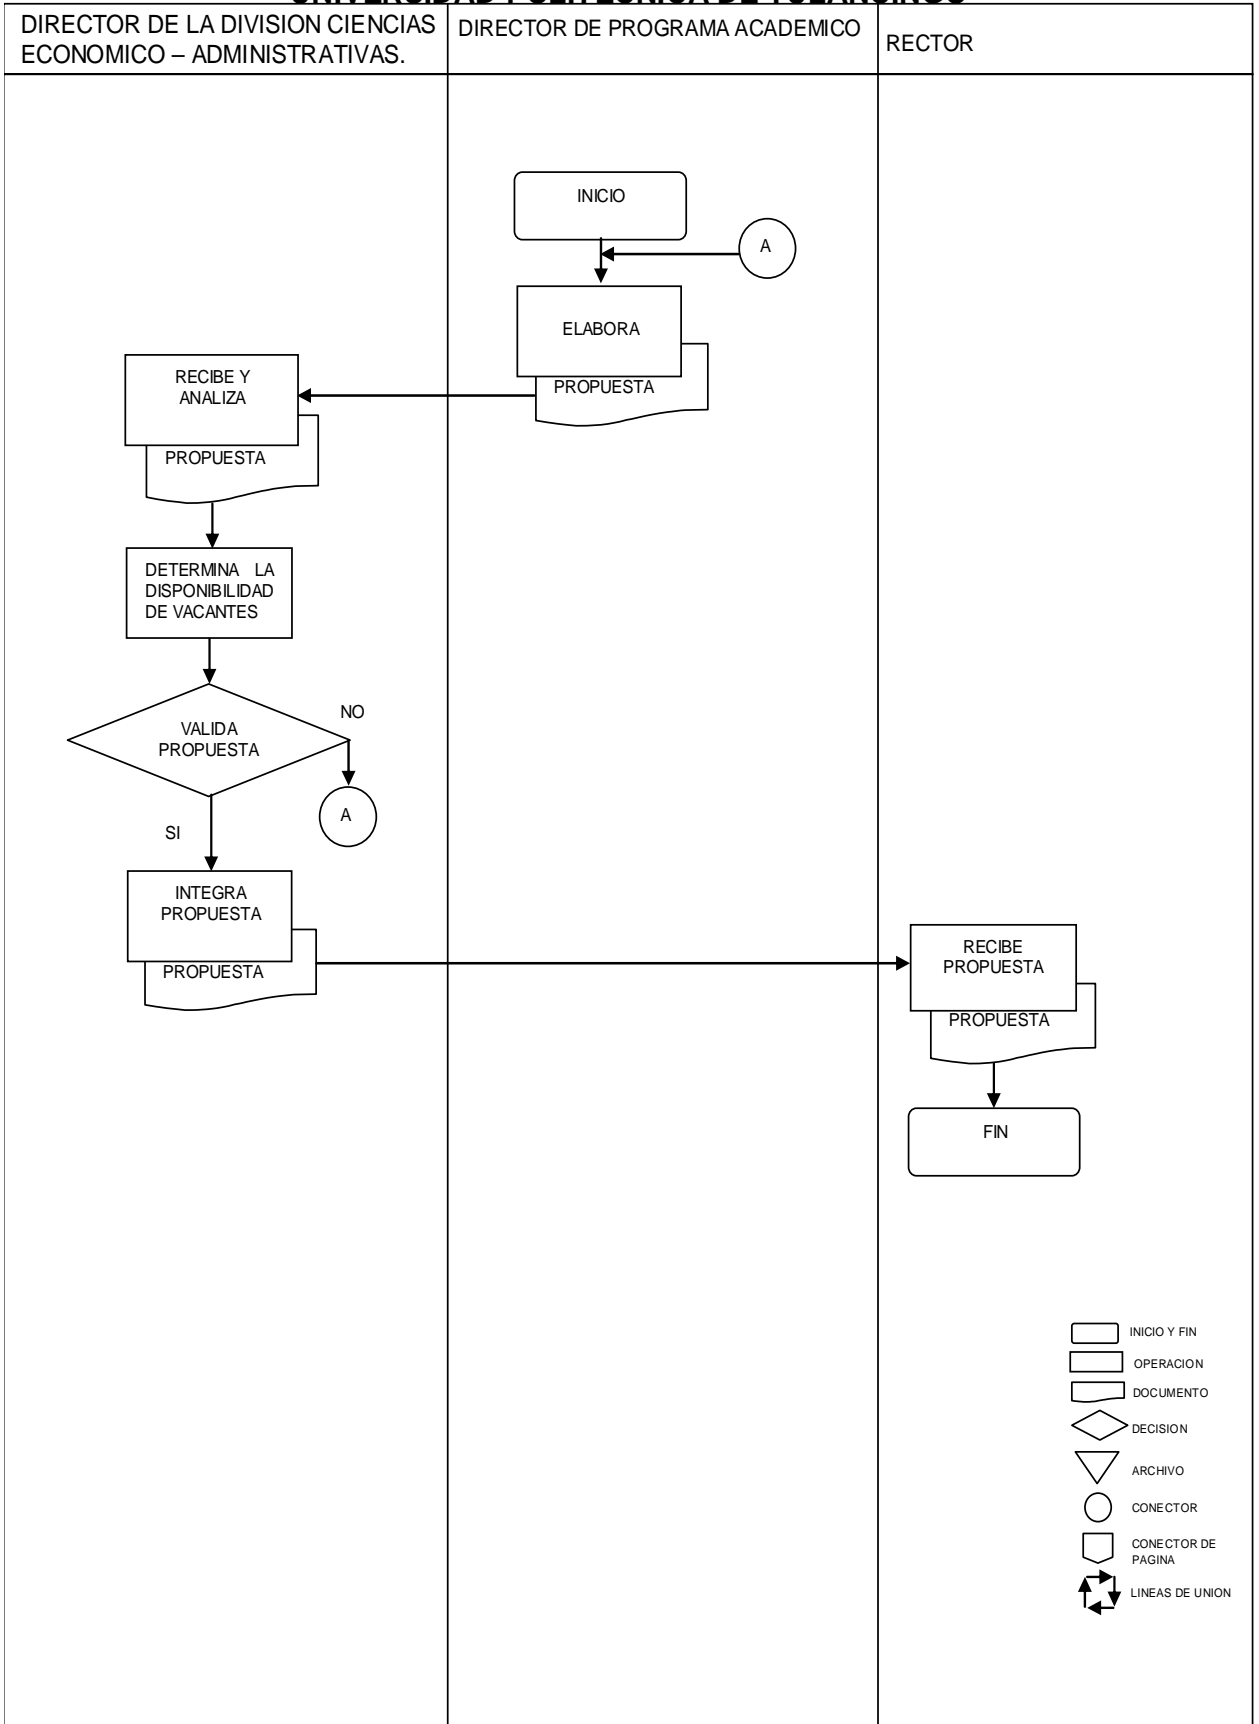 DIRECTOR DE LA DIVISION CIENCIAS
ECONOMICO – ADMINISTRATIVAS.
DIRECTOR DE PROGRAMA ACADEMICO
RECTOR
INICIO
A
ELABORA
PROPUESTA
RECIBE Y
ANALIZA
PROPUESTA
DETERMINA LA
DISPONIBILIDAD
DE VACANTES
VALIDA
PROPUESTA
NO
A
SI
INTEGRA
PROPUESTA
PROPUESTA
RECIBE
PROPUESTA
PROPUESTA
FIN
INICIO Y FIN
OPERACION
DOCUMENTO
DECISION
ARCHIVO
CONECTOR
CONECTOR DE
PAGINA
LINEAS DE UNION